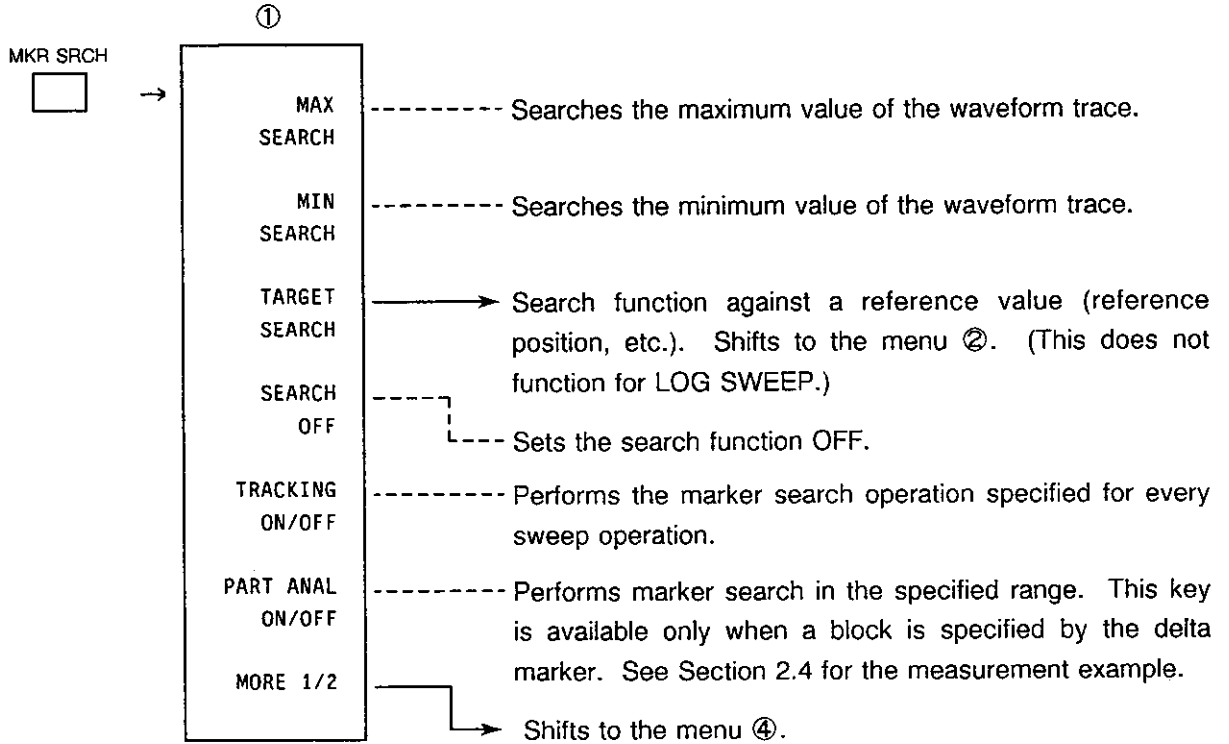 ①
MKR SRCH
MAX
SEARCH
Searches the maximum value of the waveform trace.
MIN
SEARCH
Searches the minimum value of the waveform trace.
TARGET
SEARCH
Search function against a reference value (reference
position, etc.). Shifts to the menu ②. (This does not
function for LOG SWEEP.)
SEARCH
OFF
Sets the search function OFF.
TRACKING
ON/OFF
Performs the marker search operation specified for every
sweep operation.
PART ANAL
ON/OFF
Performs marker search in the specified range. This key
is available only when a block is specified by the delta
marker. See Section 2.4 for the measurement example.
MORE 1/2
Shifts to the menu ④.